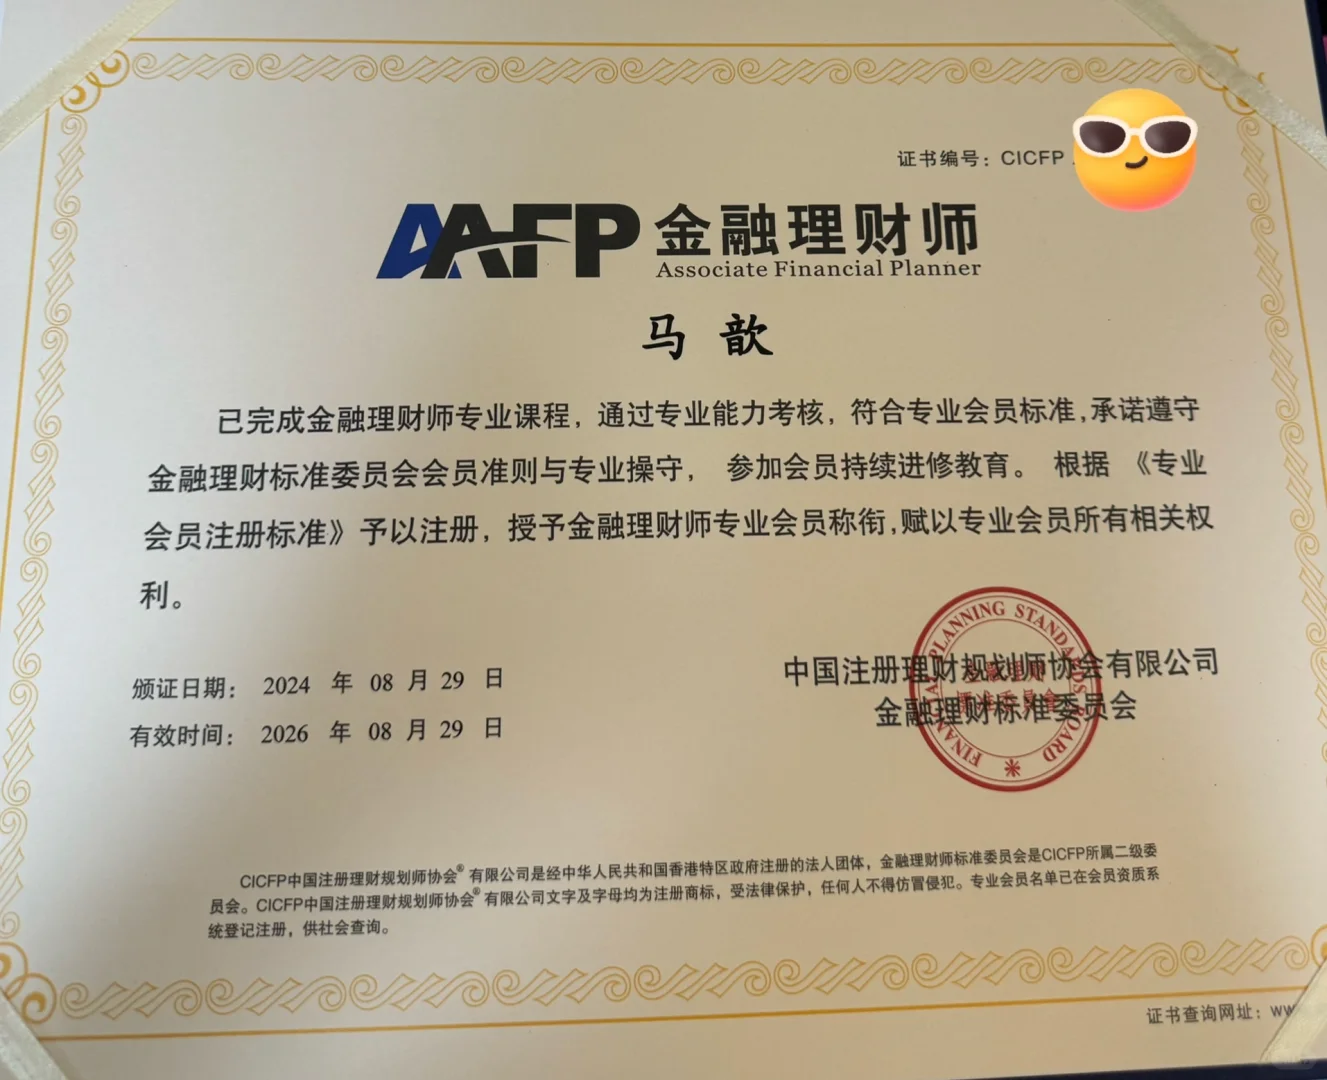 证书编号：CICFP
AAFP 金融理财师
Associate Financial Planner
马 歆
已完成金融理财师专业课程，通过专业能力考核，符合专业会员标准,承诺遵守
金融理财标准委员会会员准则与专业操守， 参加会员持续进修教育。 根据 《专业
会员注册标准》予以注册，授予金融理财师专业会员称衔,赋以专业会员所有相关权
利。
颁证日期： 2024 年 08 月 29 日
有效时间： 2026 年 08 月 29 日
中国注册理财规划师协会有限公司
金融理财标准委员会
FINANCIAL PLANNING STANDARDS BOARD
金融理财
標准委員會
CICFP中国注册理财规划师协会®有限公司是经中华人民共和国香港特区政府注册的法人团体，金融理财师标准委员会是CICFP所属二级委
员会。CICFP中国注册理财规划师协会®有限公司文字及字母均为注册商标，受法律保护，任何人不得仿冒侵犯。专业会员名单已在会员资质系
统登记注册，供社会查询。
证书查询网址：